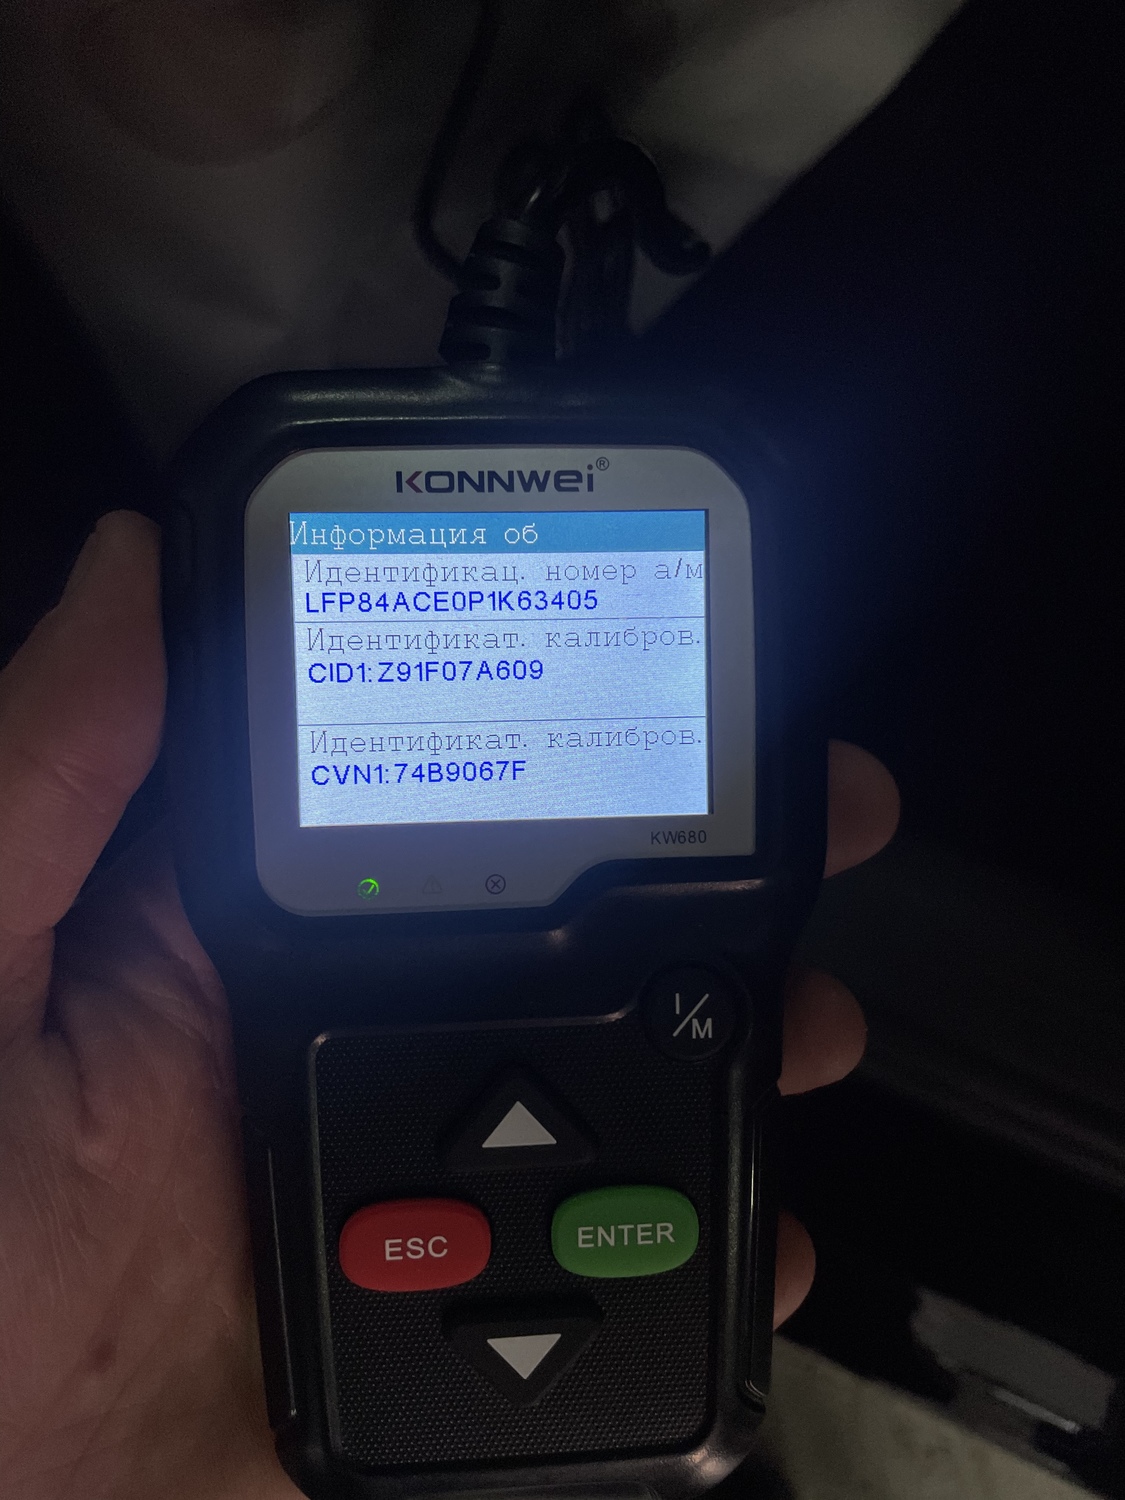 KONNWEI®
Информация об
Идентификац. номер а/м
LFP84ACE0P1K63405
Идентификат. калибров.
CID1:Z91F07A609
Идентификат. калибров.
CVN1:74B9067F
KW680
I/M
ESC
ENTER